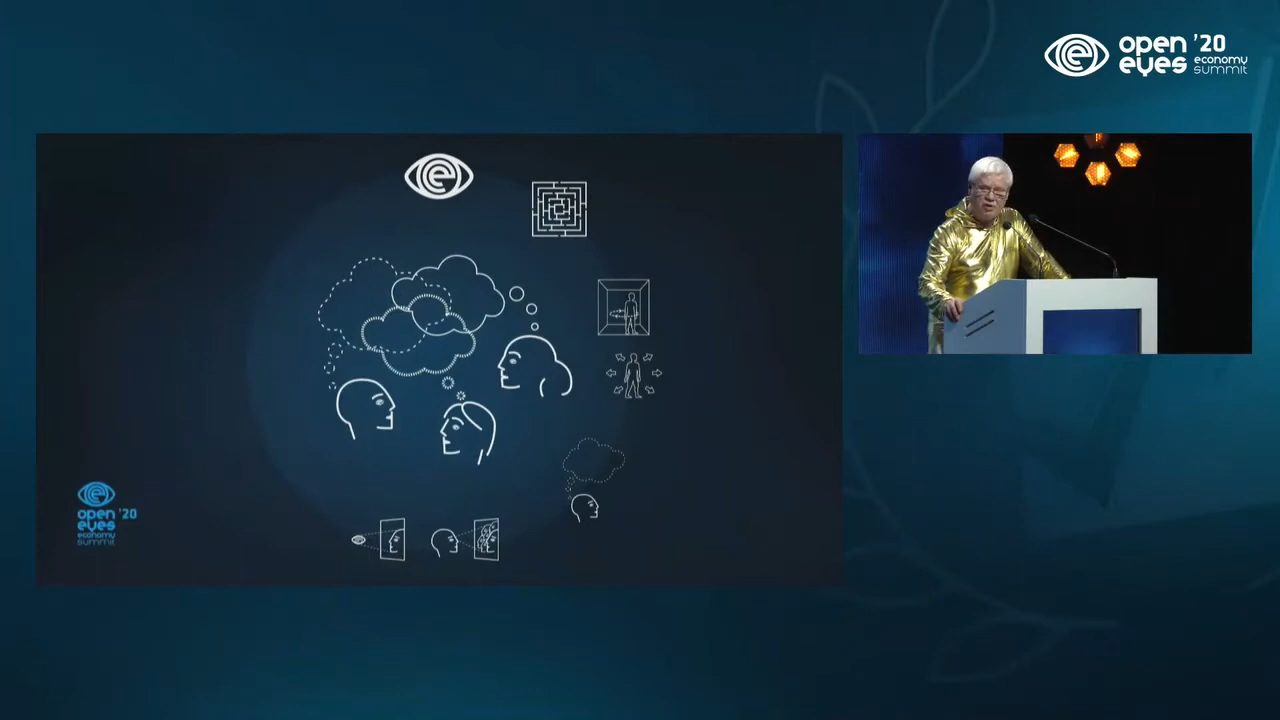 open '20
eyes economy
summit
open '20
eyes
economy
summit